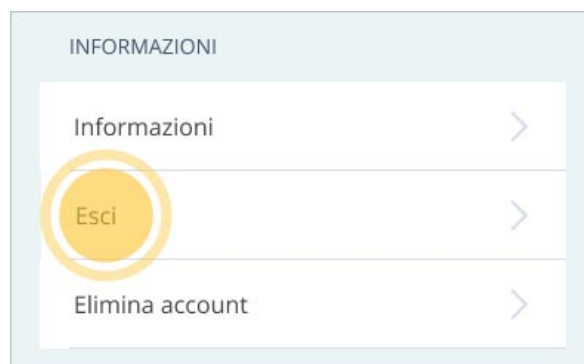 INFORMAZIONI
Informazioni
Esci
Elimina account